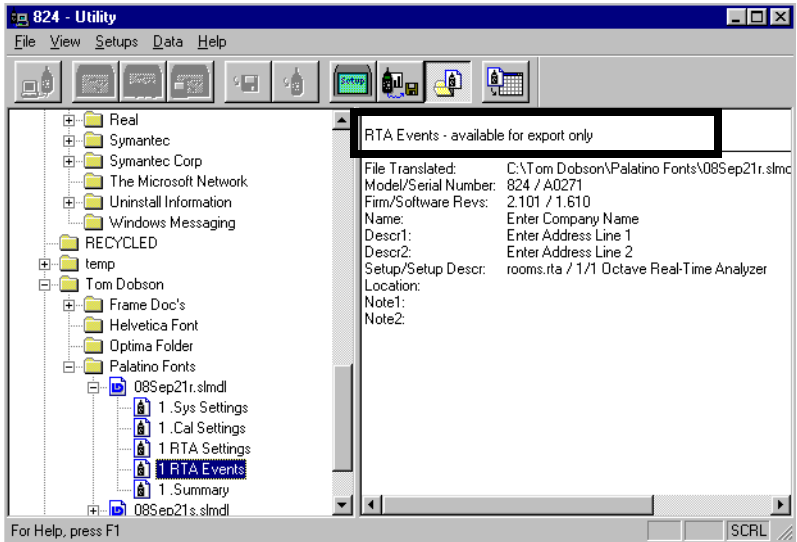 824 - Utility
File View Setups Data Help
Setup
Real
Symantec
Symantec Corp
The Microsoft Network
Uninstall Information
Windows Messaging
RECYCLED
temp
Tom Dobson
Frame Doc's
Helvetica Font
Optima Folder
Palatino Fonts
08Sep21r.slmdl
1 .Sys Settings
1 .Cal Settings
1 RTA Settings
1 RTA Events
1 .Summary
08Sep21s.slmdl
RTA Events - available for export only
File Translated: C:\Tom Dobson\Palatino Fonts\08Sep21r.slmd
Model/Serial Number: 824 / A0271
Firm/Software Revs: 2.101 / 1.610
Name: Enter Company Name
Descr1: Enter Address Line 1
Descr2: Enter Address Line 2
Setup/Setup Descr: rooms.rta / 1/1 Octave Real-Time Analyzer
Location:
Note1:
Note2:
For Help, press F1
SCRL